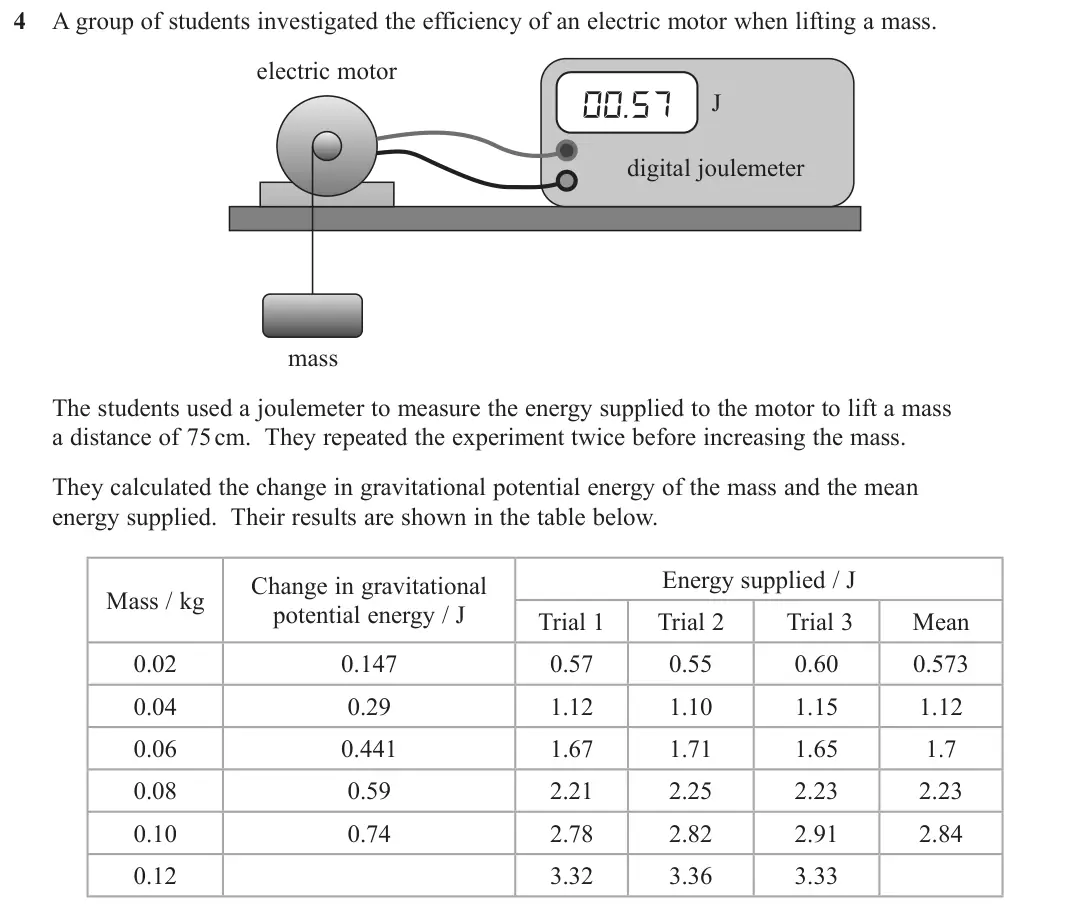 4 A group of students investigated the efficiency of an electric motor when lifting a mass.
electric motor
00.57 J
digital joulemeter
mass
The students used a joulemeter to measure the energy supplied to the motor to lift a mass
a distance of 75 cm. They repeated the experiment twice before increasing the mass.
They calculated the change in gravitational potential energy of the mass and the mean
energy supplied. Their results are shown in the table below.
Mass / kg
Change in gravitational
potential energy / J
Energy supplied / J
Trial 1 Trial 2 Trial 3 Mean
0.02 0.147 0.57 0.55 0.60 0.573
0.04 0.29 1.12 1.10 1.15 1.12
0.06 0.441 1.67 1.71 1.65 1.7
0.08 0.59 2.21 2.25 2.23 2.23
0.10 0.74 2.78 2.82 2.91 2.84
0.12 3.32 3.36 3.33